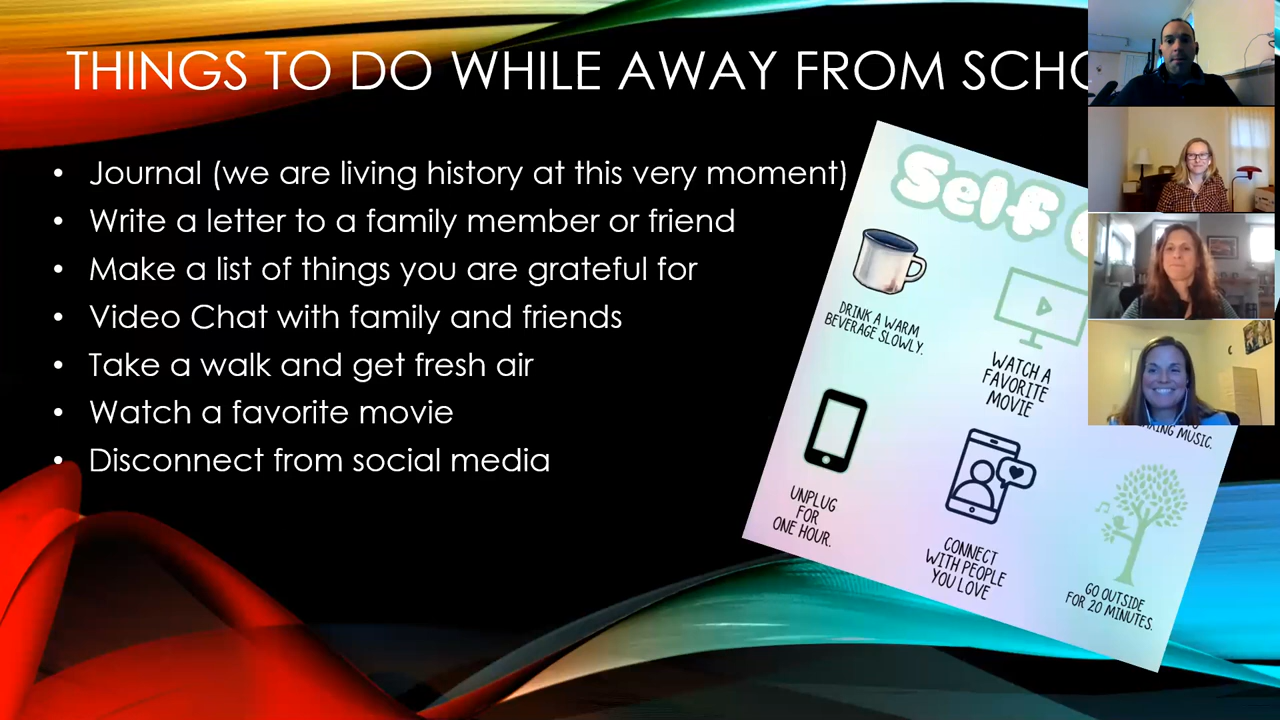 THINGS TO DO WHILE AWAY FROM SCHO
• Journal (we are living history at this very moment)
• Write a letter to a family member or friend
• Make a list of things you are grateful for
• Video Chat with family and friends
• Take a walk and get fresh air
• Watch a favorite movie
• Disconnect from social media
Self
DRINK A WARM
BEVERAGE SLOWLY.
WATCH A
FAVORITE
MOVIE
MUSIC.
UNPLUG
FOR
ONE HOUR.
CONNECT
WITH PEOPLE
YOU LOVE
GO OUTSIDE
FOR 20 MINUTES.